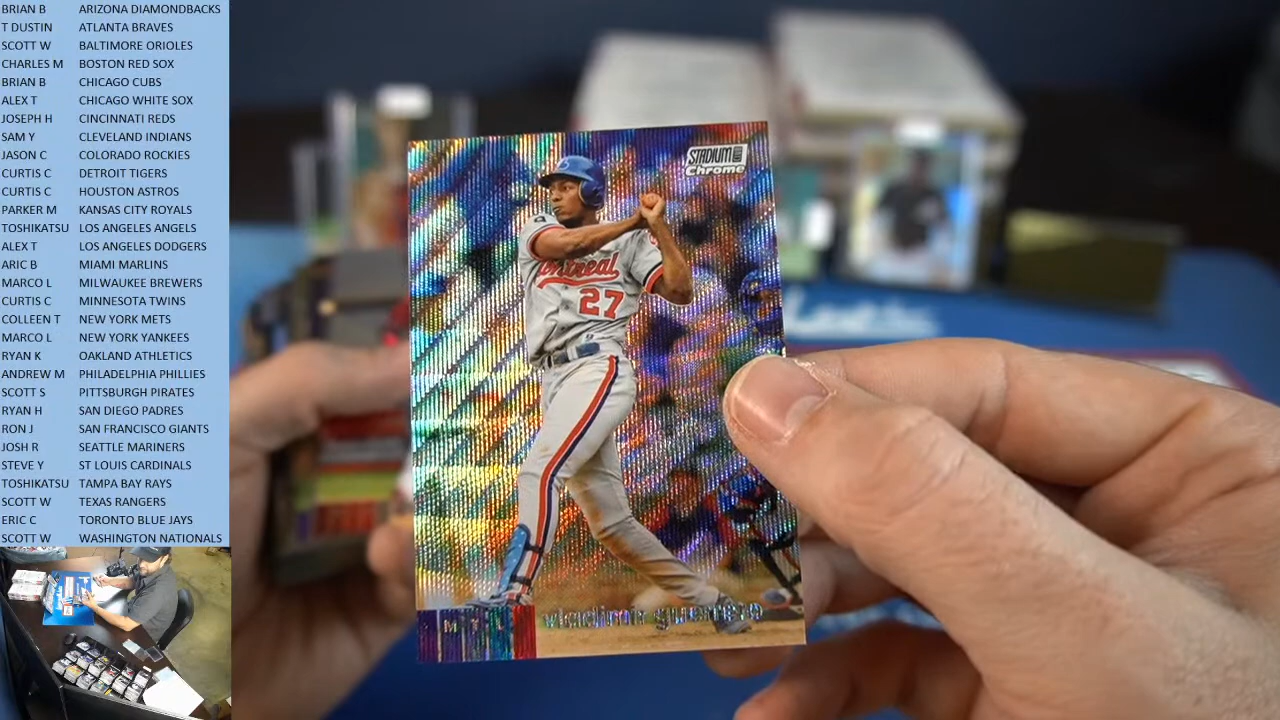 BRIAN B ARIZONA DIAMONDBACKS
T DUSTIN ATLANTA BRAVES
SCOTT W BALTIMORE ORIOLES
CHARLES M BOSTON RED SOX
BRIAN B CHICAGO CUBS
ALEX T CHICAGO WHITE SOX
JOSEPH H CINCINNATI REDS
SAM Y CLEVELAND INDIANS
JASON C COLORADO ROCKIES
CURTIS C DETROIT TIGERS
CURTIS C HOUSTON ASTROS
PARKER M KANSAS CITY ROYALS
TOSHIKATSU LOS ANGELES ANGELS
ALEX T LOS ANGELES DODGERS
ARIC B MIAMI MARLINS
MARCO L MILWAUKEE BREWERS
CURTIS C MINNESOTA TWINS
COLLEEN T NEW YORK METS
MARCO L NEW YORK YANKEES
RYAN K OAKLAND ATHLETICS
ANDREW M PHILADELPHIA PHILLIES
SCOTT S PITTSBURGH PIRATES
RYAN H SAN DIEGO PADRES
RON J SAN FRANCISCO GIANTS
JOSH R SEATTLE MARINERS
STEVE Y ST LOUIS CARDINALS
TOSHIKATSU TAMPA BAY RAYS
SCOTT W TEXAS RANGERS
ERIC C TORONTO BLUE JAYS
SCOTT W WASHINGTON NATIONALS
STADIUM
Chrome
Montreal
27
vladimir guerrero